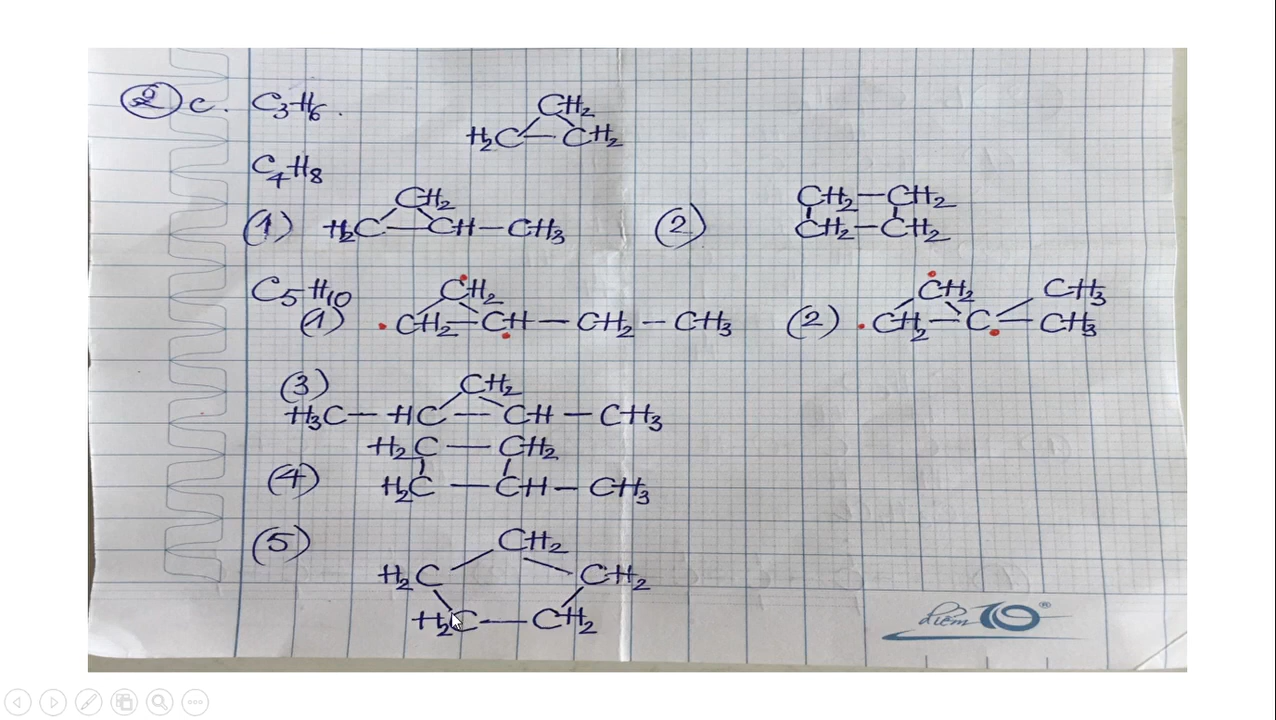 ② c. C₃H₆.
CH₂
H₂C — CH₂
C₄H₈
(1) CH₂
H₂C — CH — CH₃
(2) CH₂ — CH₂
CH₂ — CH₂
C₅H₁₀
(1) CH₂
CH₂ — CH — CH₂ — CH₃
(2) CH₂ CH₃
CH₂ — C — CH₃
(3) CH₂
H₃C — HC — CH — CH₃
(4) H₂C — CH₂
H₂C — CH — CH₃
(5) CH₂
H₂C CH₂
H₂C — CH₂
Điểm 10 ®